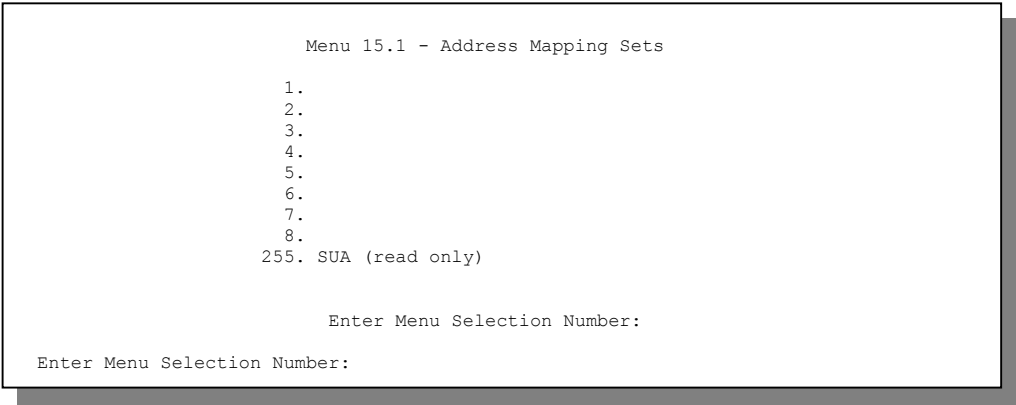 Menu 15.1 - Address Mapping Sets
1.
2.
3.
4.
5.
6.
7.
8.
255. SUA (read only)
Enter Menu Selection Number:
Enter Menu Selection Number: